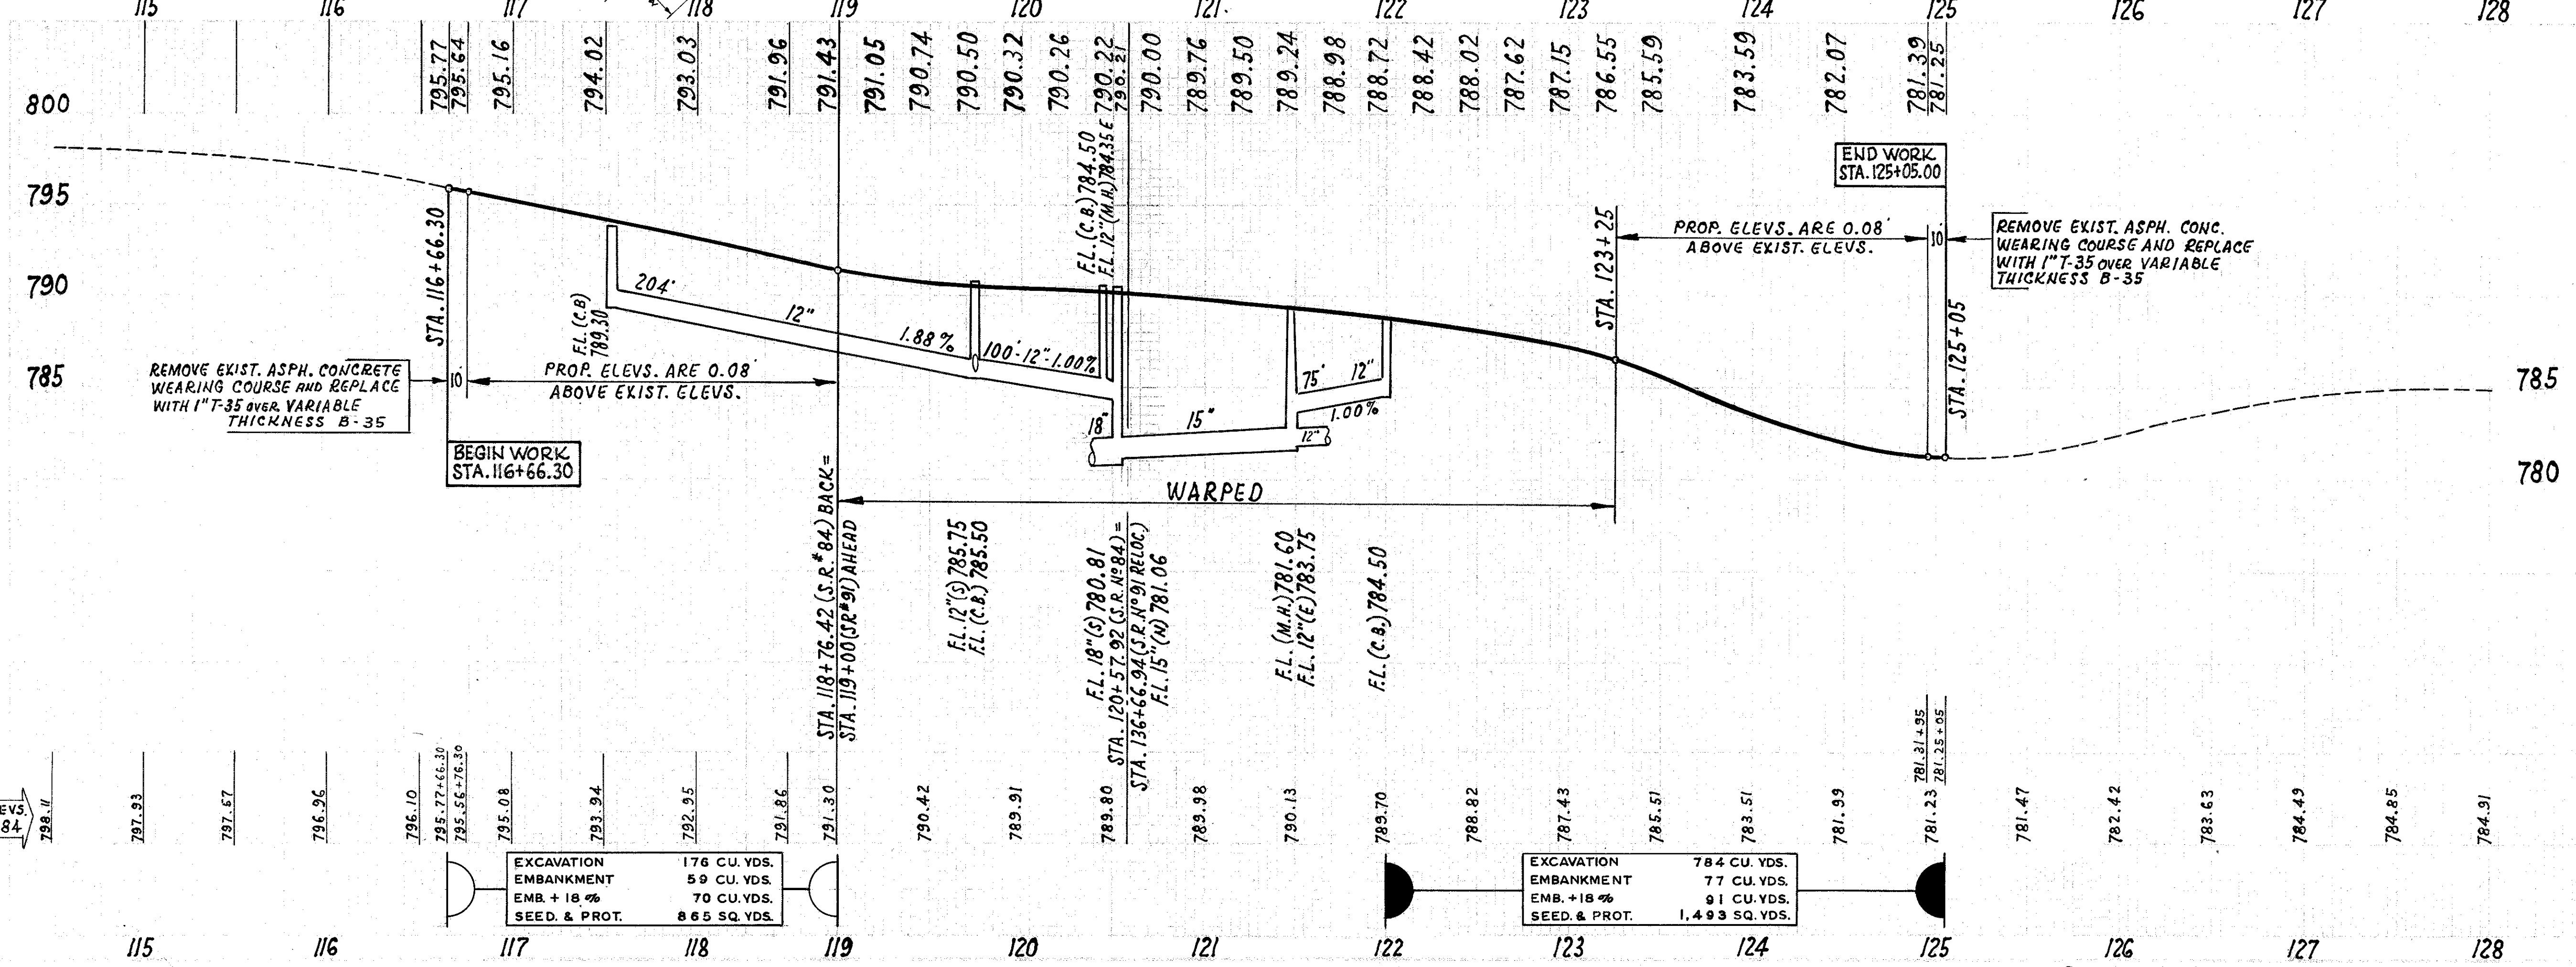 115 116 117 118 119 120 121 122 123 124 125 126 127 128
795.77
795.64
795.16
794.02
793.03
791.96
791.43
791.05
790.74
790.50
790.32
790.26
790.22
790.21
790.00
789.76
789.50
789.24
788.98
788.72
788.42
788.02
787.62
787.15
786.55
785.59
783.59
782.07
781.39
781.25
800
795
790
785
785
780
F.L. (C.B.) 784.50
F.L. 12" (M.H.) 784.35 E
END WORK
STA. 125+05.00
STA. 116+66.30
STA. 123+25
PROP. ELEVS. ARE 0.08'
ABOVE EXIST. ELEVS.
10'
REMOVE EXIST. ASPH. CONC.
WEARING COURSE AND REPLACE
WITH 1" T-35 OVER VARIABLE
THICKNESS B-35
STA. 125+05
F.L. (C.B)
789.30
204'
12"
1.88%
100'-12"-1.00%
REMOVE EXIST. ASPH. CONCRETE
WEARING COURSE AND REPLACE
WITH 1" T-35 OVER VARIABLE
THICKNESS B-35
10'
PROP. ELEVS. ARE 0.08'
ABOVE EXIST. ELEVS.
75' 12"
1.00%
18"
15"
12"
BEGIN WORK
STA. 116+66.30
WARPED
STA. 118+76.42 (S.R.#84) BACK =
STA. 119+00 (SR#91) AHEAD
F.L. 12" (S) 785.75
F.L. (C.B.) 785.50
F.L. 18" (S) 780.81
STA. 120+57.92 (S.R. Nº 84) =
STA. 136+66.94 (S.R. Nº 91 RELOC.)
F.L. 15" (N) 781.06
F.L. (M.H.) 781.60
F.L. 12" (E) 783.75
F.L. (C.B.) 784.50
EVS.
84
798.11
797.93
797.57
796.96
796.10
795.77+66.30
795.56+76.30
795.08
793.94
792.95
791.86
791.30
790.42
789.91
789.80
789.98
790.13
789.70
788.82
787.43
785.51
783.51
781.99
781.23
781.31+95
781.25+05
781.47
782.42
783.63
784.49
784.85
784.91
EXCAVATION 176 CU. YDS.
EMBANKMENT 59 CU. YDS.
EMB. + 18 % 70 CU. YDS.
SEED. & PROT. 865 SQ. YDS.
EXCAVATION 784 CU. YDS.
EMBANKMENT 77 CU. YDS.
EMB. +18 % 91 CU. YDS.
SEED. & PROT. 1,493 SQ. YDS.
115 116 117 118 119 120 121 122 123 124 125 126 127 128